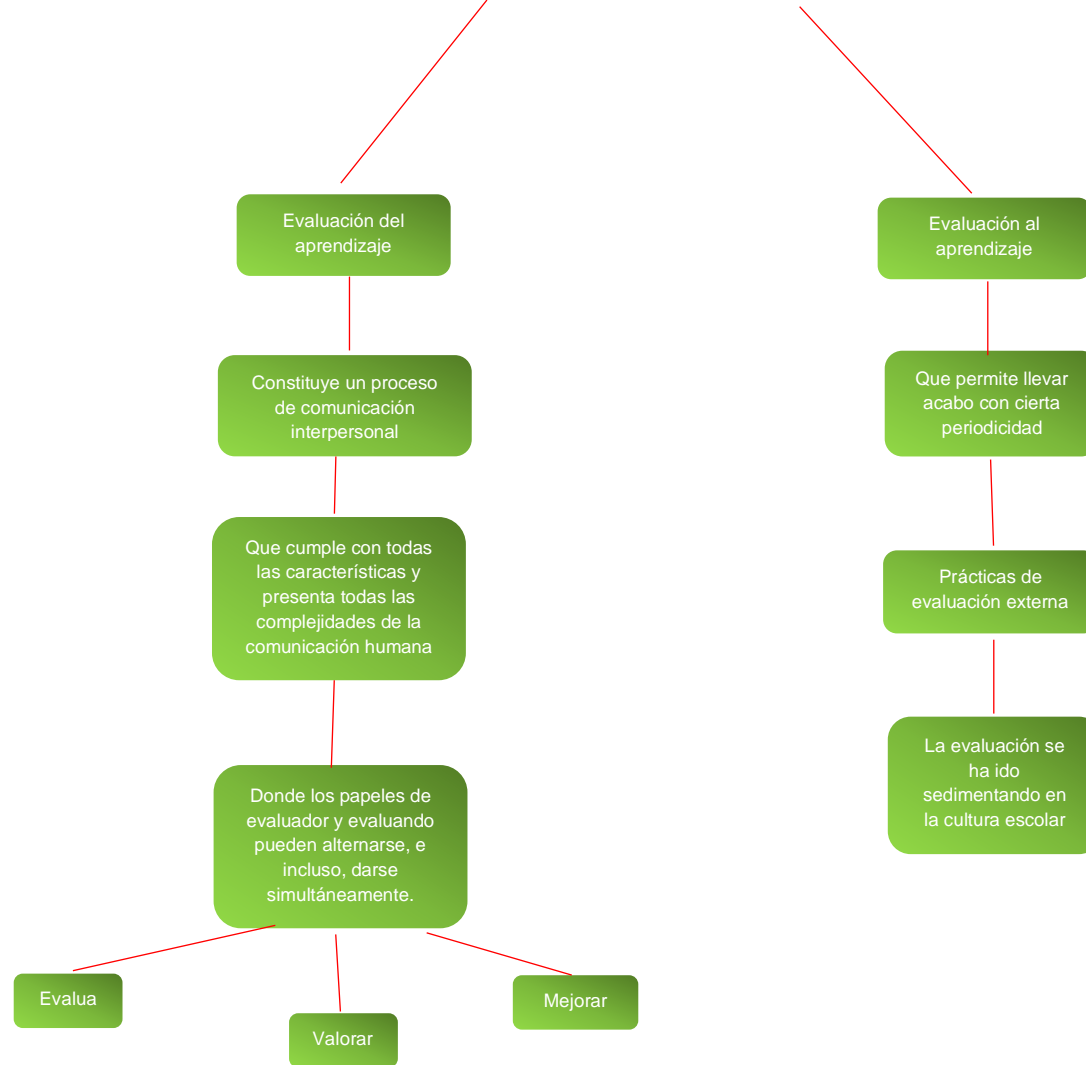 Evaluación del
aprendizaje
Constituye un proceso
de comunicación
interpersonal
Que cumple con todas
las características y
presenta todas las
complejidades de la
comunicación humana
Donde los papeles de
evaluador y evaluando
pueden alternarse, e
incluso, darse
simultáneamente.
Evalua
Valorar
Mejorar
Evaluación al
aprendizaje
Que permite llevar
acabo con cierta
periodicidad
Prácticas de
evaluación externa
La evaluación se
ha ido
sedimentando en
la cultura escolar